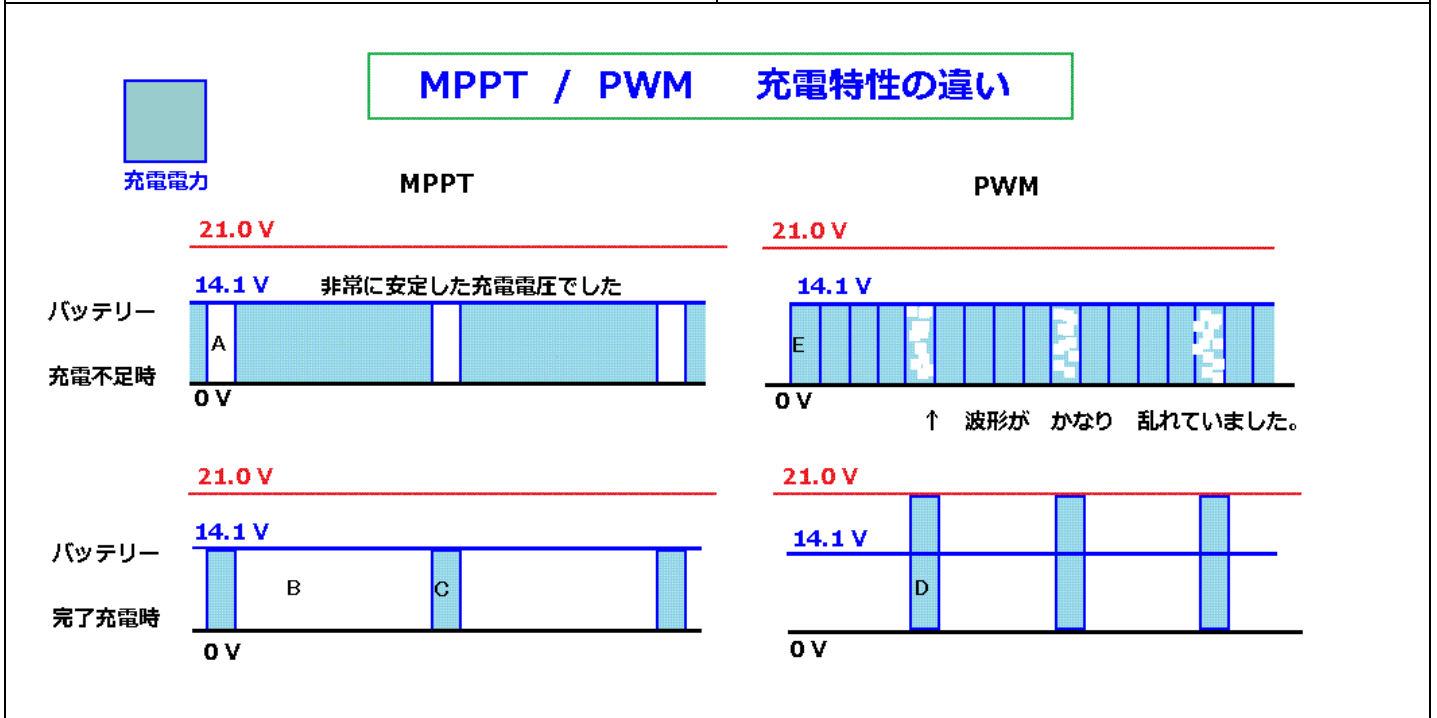 MPPT / PWM 充電特性の違い
充電電力
MPPT
PWM
21.0 V
21.0 V
14.1 V 非常に安定した充電電圧でした
14.1 V
バッテリー
充電不足時
A
E
0 V
0 V
↑ 波形が かなり 乱れていました。
21.0 V
21.0 V
14.1 V
14.1 V
バッテリー
完了充電時
B
C
D
0 V
0 V